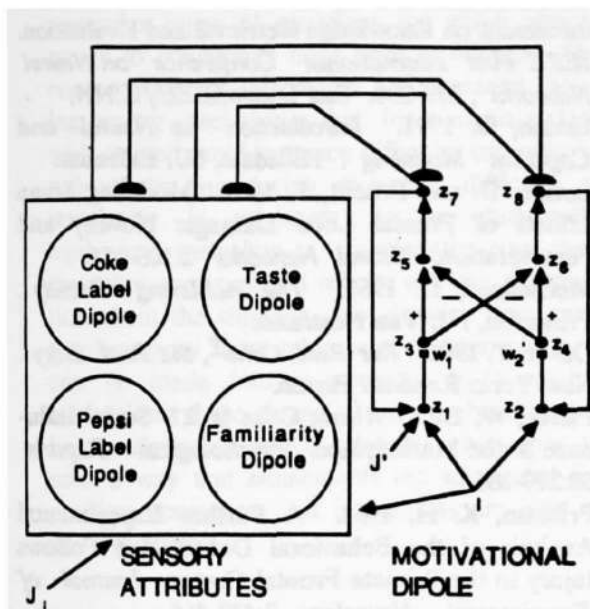 Coke
Label
Dipole
Taste
Dipole
Pepsi
Label
Dipole
Familiarity
Dipole
z₇
z₈
z₅
z₆
–
–
+
+
z₃
w₁'
w₂'
z₄
z₁
z₂
J'
I
Jᵢ
SENSORY
ATTRIBUTES
MOTIVATIONAL
DIPOLE